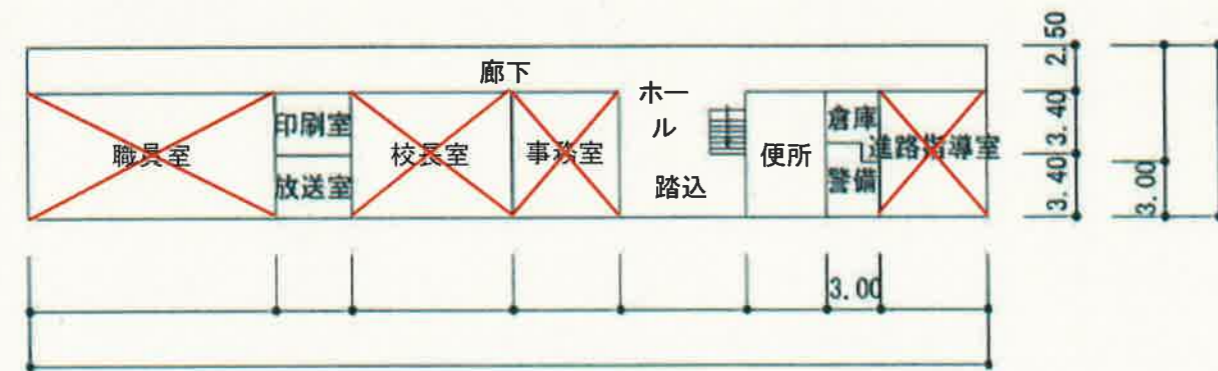 廊下
ホー
ル
踏込
職員室
印刷室
放送室
校長室
事務室
便所
倉庫
警備
進路指導室
2.50
3.40
3.40
3.00
3.00